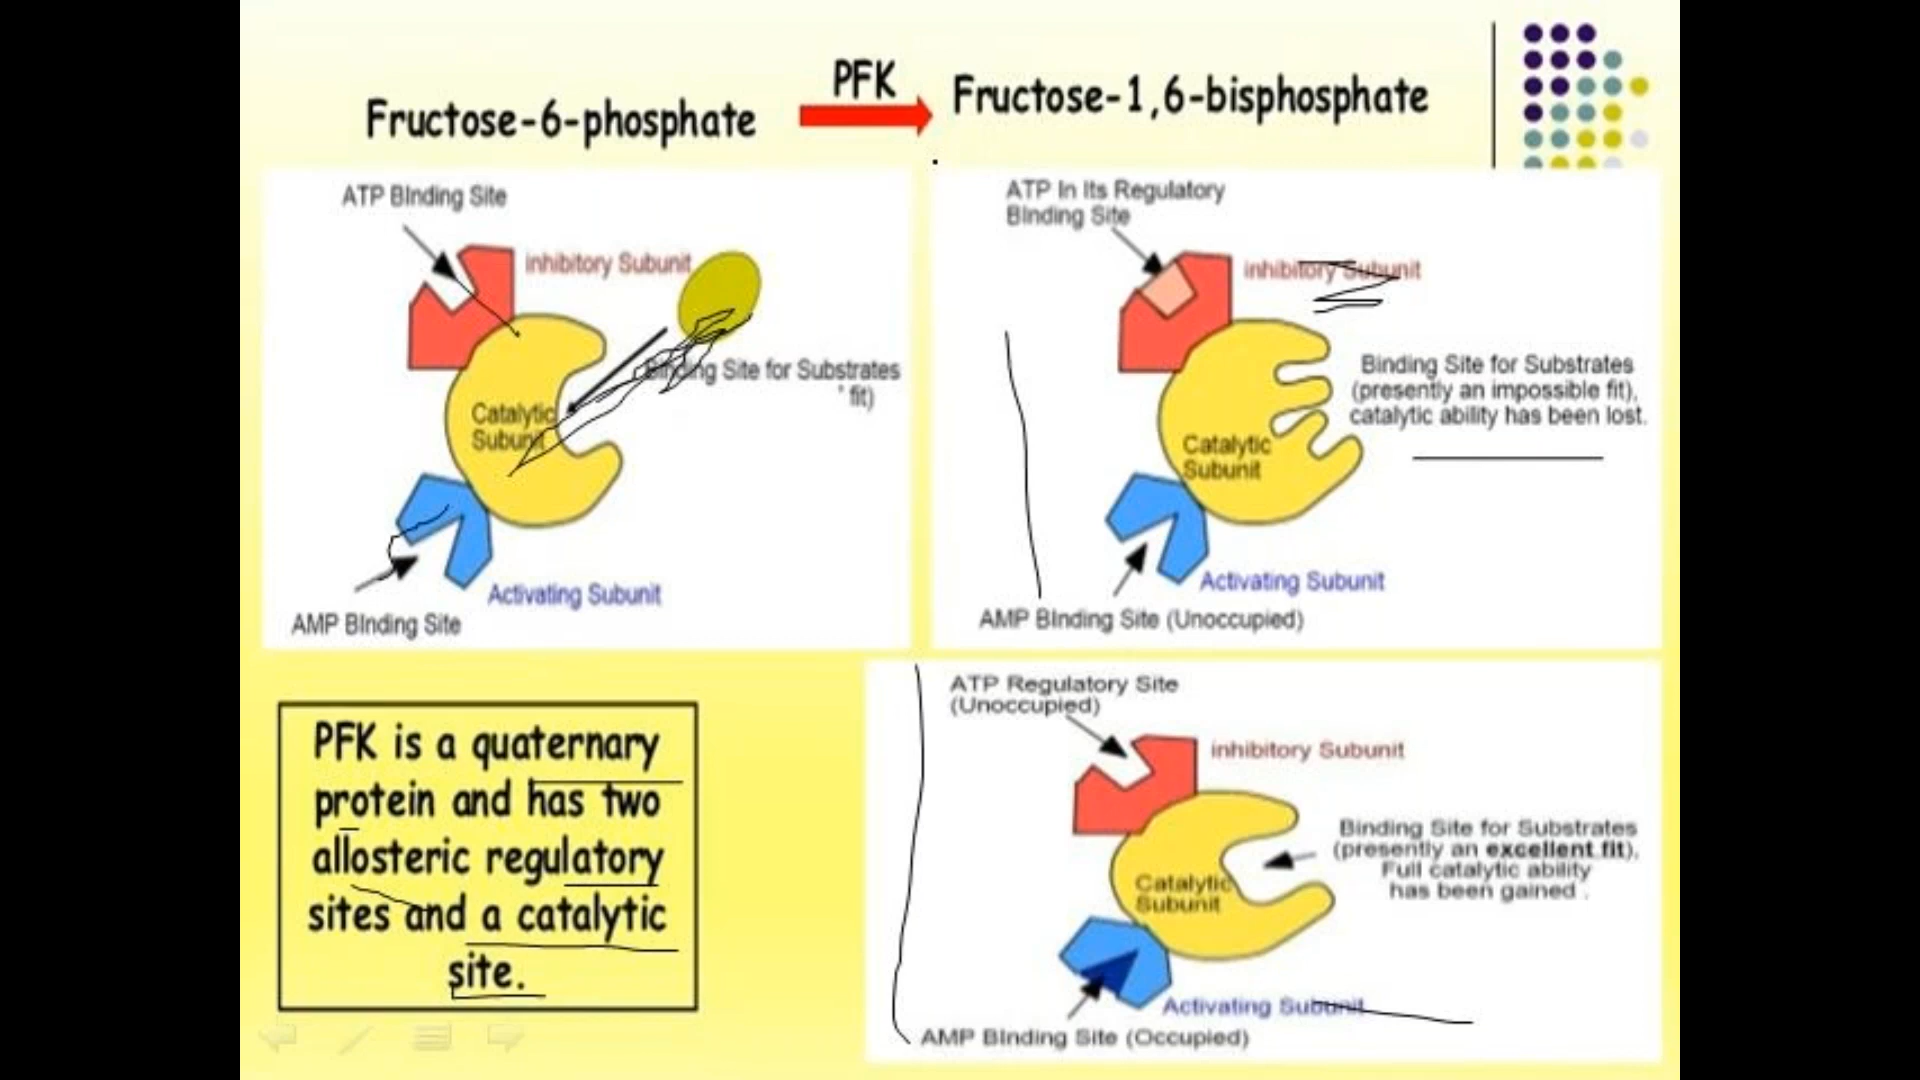 Fructose-6-phosphate
PFK
Fructose-1,6-bisphosphate
ATP BInding Site
inhibitory Subunit
Binding Site for Substrates
fit)
Catalytic
Subunit
Activating Subunit
AMP BInding Site
ATP In Its Regulatory
BInding Site
inhibitory Subunit
Binding Site for Substrates
(presently an impossible fit),
catalytic ability has been lost.
Catalytic
Subunit
Activating Subunit
AMP BInding Site (Unoccupied)
PFK is a quaternary
protein and has two
allosteric regulatory
sites and a catalytic
site.
ATP Regulatory Site
(Unoccupied)
inhibitory Subunit
Binding Site for Substrates
(presently an excellent fit),
Full catalytic ability
has been gained .
Catalytic
Subunit
Activating Subunit
AMP BInding Site (Occupied)